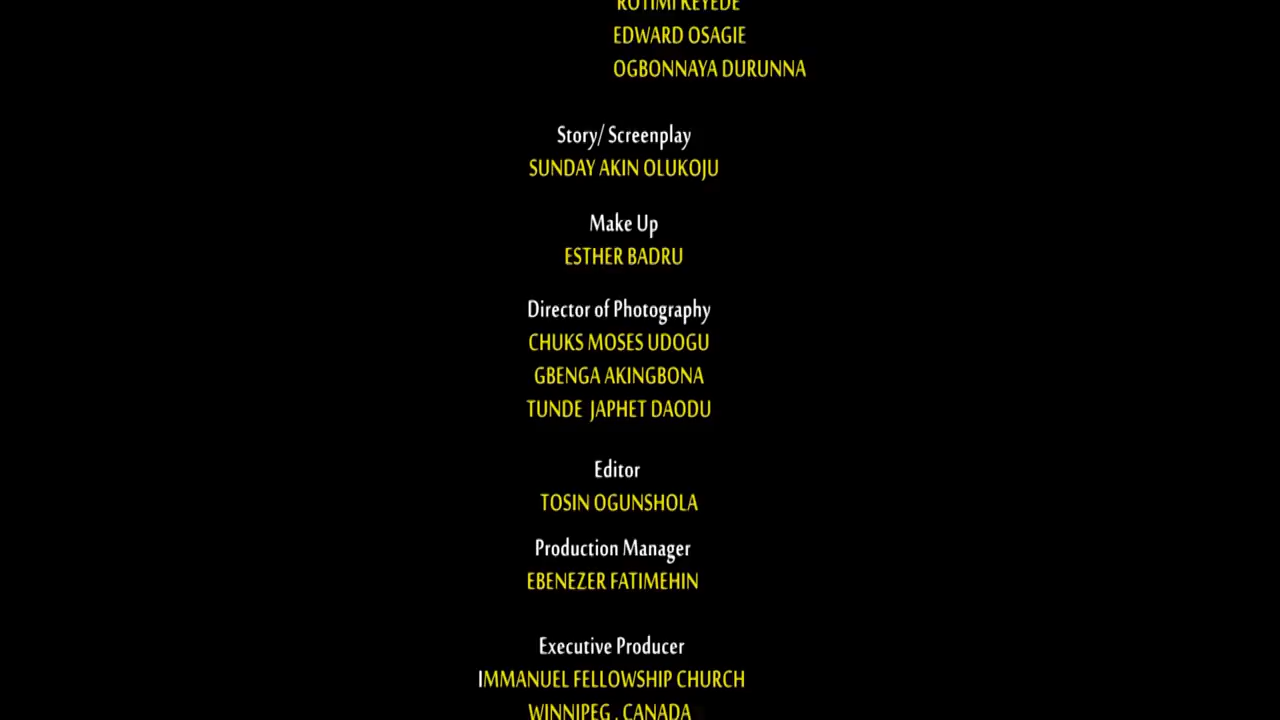 ROTIMI KEYEDE
EDWARD OSAGIE
OGBONNAYA DURUNNA
Story/ Screenplay
SUNDAY AKIN OLUKOJU
Make Up
ESTHER BADRU
Director of Photography
CHUKS MOSES UDOGU
GBENGA AKINGBONA
TUNDE JAPHET DAODU
Editor
TOSIN OGUNSHOLA
Production Manager
EBENEZER FATIMEHIN
Executive Producer
IMMANUEL FELLOWSHIP CHURCH
WINNIPEG , CANADA